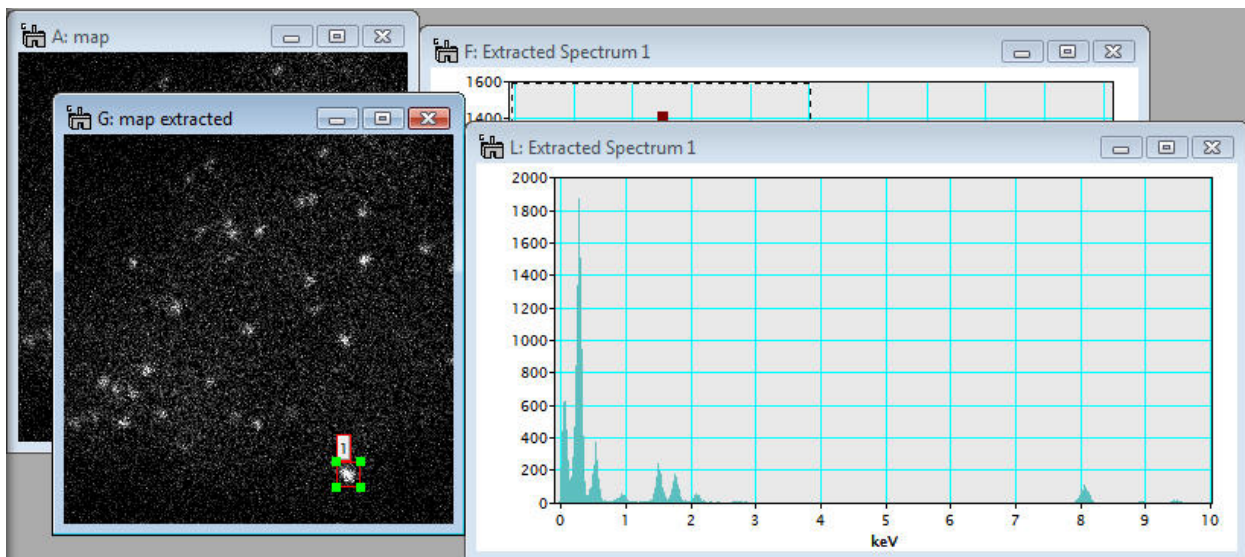 A: map
F: Extracted Spectrum 1
1600
1400
G: map extracted
1
L: Extracted Spectrum 1
2000
1800
1600
1400
1200
1000
800
600
400
200
0
0 1 2 3 4 5 6 7 8 9 10
keV